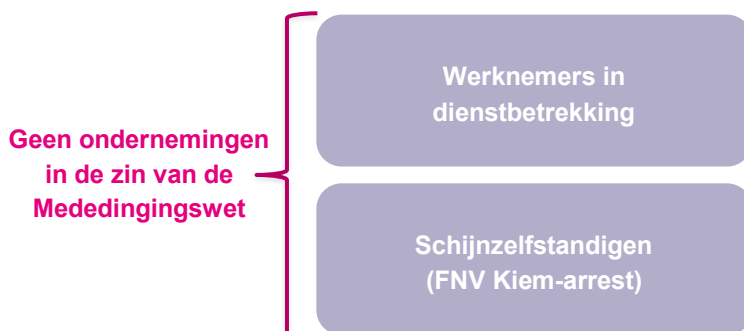 Geen ondernemingen
in de zin van de
Mededingingswet
Werknemers in
dienstbetrekking
Schijnzelfstandigen
(FNV Kiem-arrest)